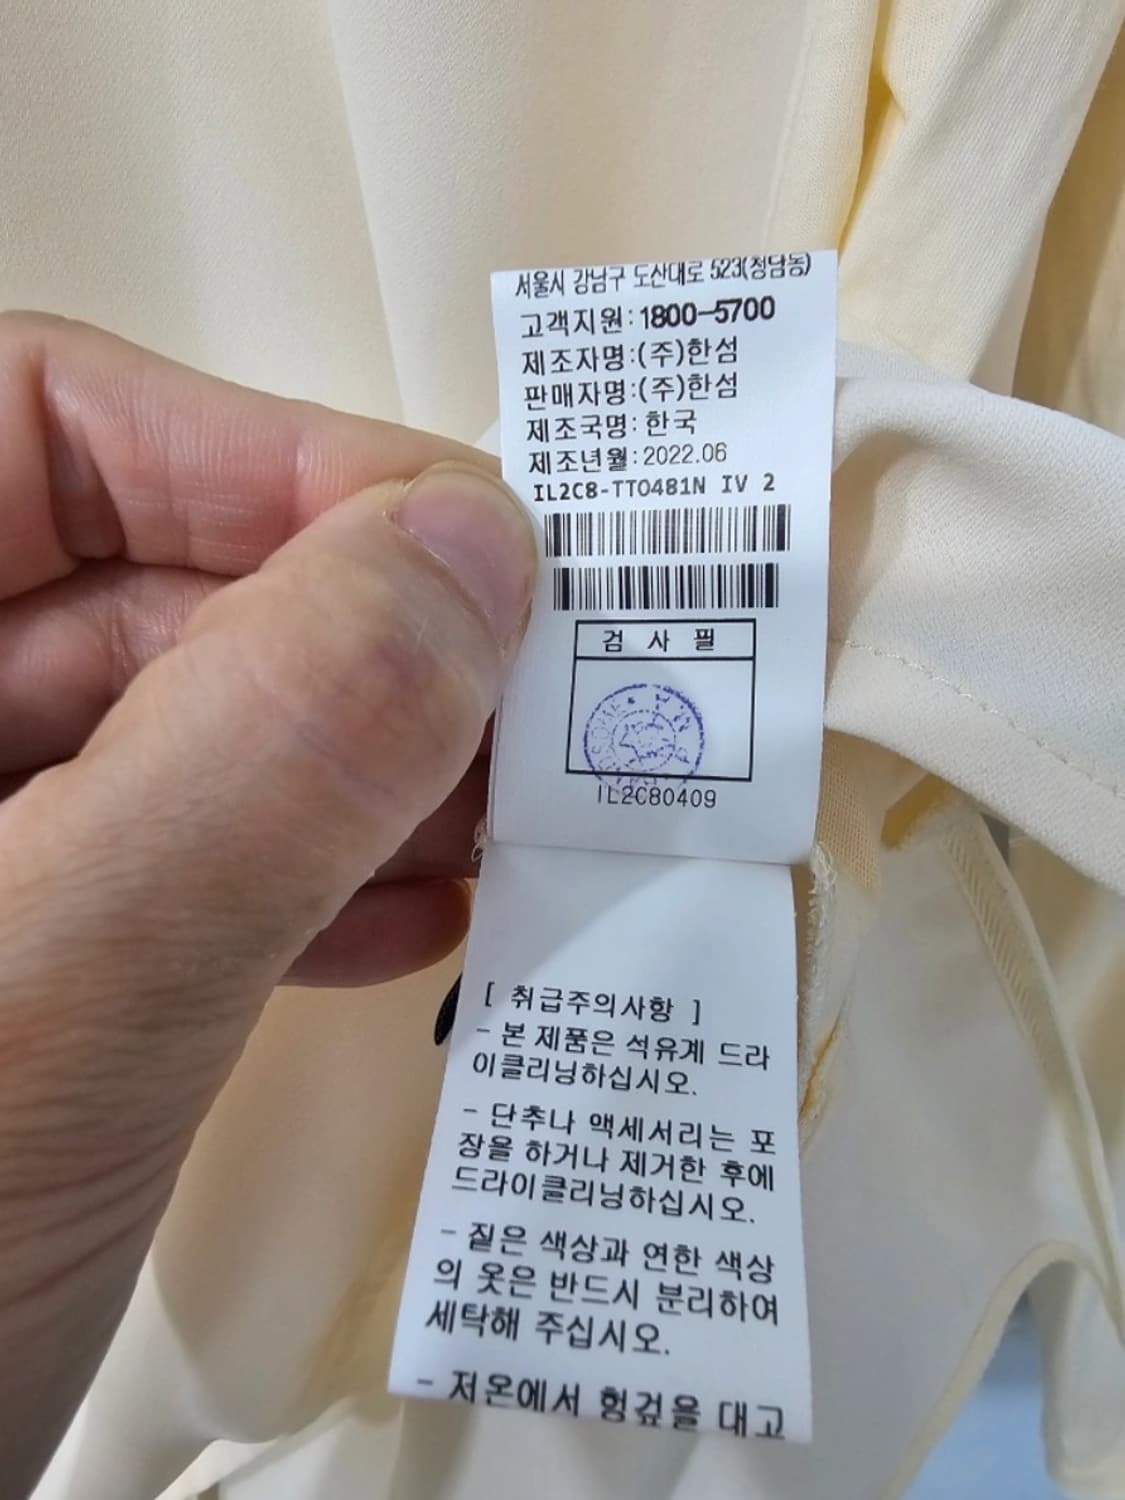 서울시 강남구 도산대로 523(청담동)
고객지원:1800-5700
제조자명:(주)한섬
판매자명:(주)한섬
제조국명: 한국
제조년월:2022.06
IL2C8-TTO481N IV 2
검 사 필
IL2C80409
[ 취급주의사항 ]
- 본 제품은 석유계 드라
이클리닝하십시오.
- 단추나 액세서리는 포
장을 하거나 제거한 후에
드라이클리닝하십시오.
- 짙은 색상과 연한 색상
의 옷은 반드시 분리하여
세탁해 주십시오.
- 저온에서 헝겊을 대고